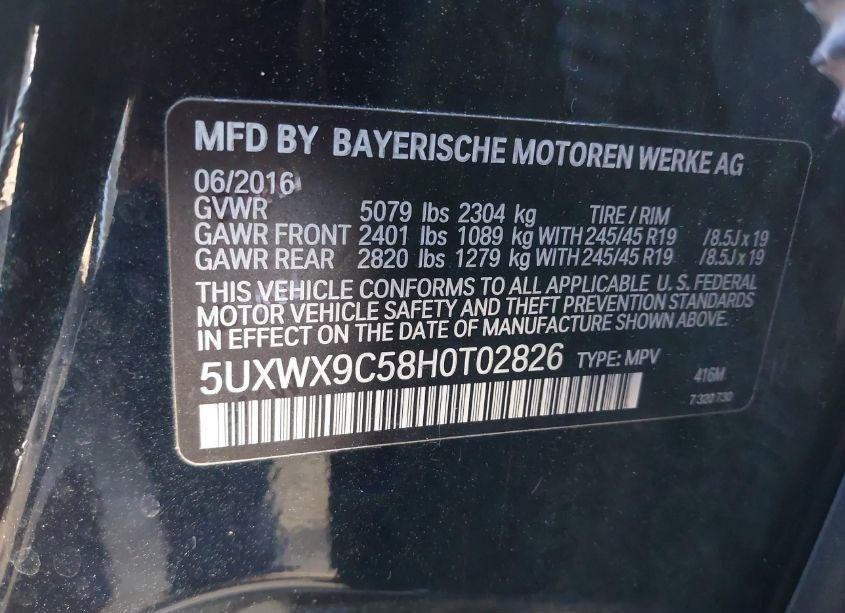 MFD BY BAYERISCHE MOTOREN WERKE AG
06/2016
GVWR 5079 lbs 2304 kg TIRE / RIM
GAWR FRONT 2401 lbs 1089 kg WITH 245/45 R19 /8.5J x 19
GAWR REAR 2820 lbs 1279 kg WITH 245/45 R19 /8.5J x 19
THIS VEHICLE CONFORMS TO ALL APPLICABLE U. S. FEDERAL
MOTOR VEHICLE SAFETY AND THEFT PREVENTION STANDARDS
IN EFFECT ON THE DATE OF MANUFACTURE SHOWN ABOVE.
5UXWX9C58H0T02826 TYPE: MPV
416M
7 320 730